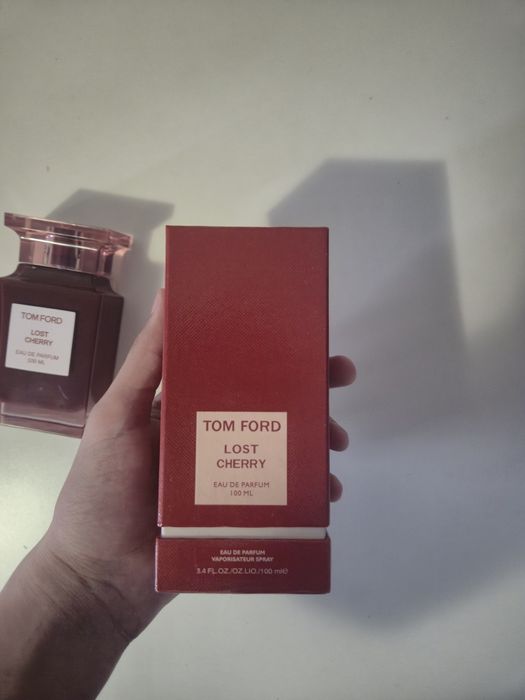 TOM FORD
LOST
CHERRY
EAU DE PARFUM
100 ML
TOM FORD
LOST
CHERRY
EAU DE PARFUM
100 ML
EAU DE PARFUM
VAPORISATEUR SPRAY
3.4 FL.OZ./OZ.LIQ./100 ml℮